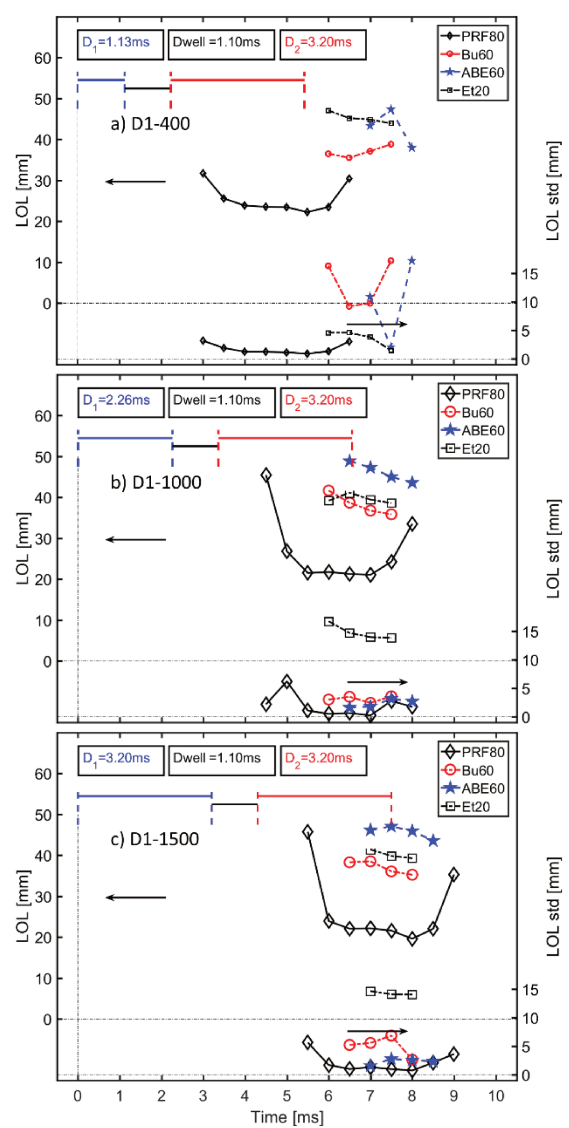 D1=1.13ms Dwell=1.10ms D2=3.20ms
PRF80
Bu60
ABE60
Et20
a) D1-400
LOL [mm]
60
50
40
30
20
10
0
LOL std [mm]
15
10
5
0
D1=2.26ms Dwell=1.10ms D2=3.20ms
PRF80
Bu60
ABE60
Et20
b) D1-1000
LOL [mm]
60
50
40
30
20
10
0
LOL std [mm]
15
10
5
0
D1=3.20ms Dwell=1.10ms D2=3.20ms
PRF80
Bu60
ABE60
Et20
c) D1-1500
LOL [mm]
60
50
40
30
20
10
0
LOL std [mm]
15
10
5
0
0 1 2 3 4 5 6 7 8 9 10
Time [ms]